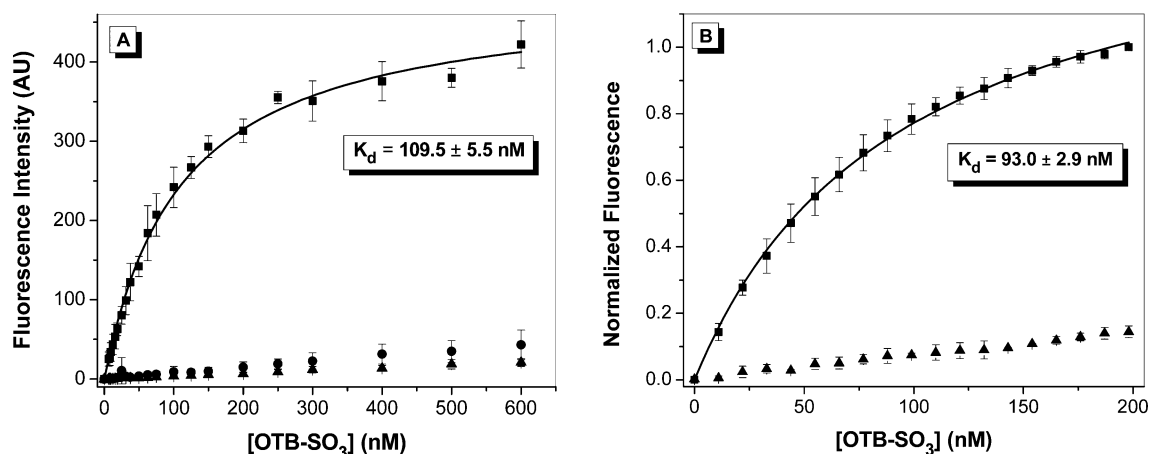 A
Fluorescence Intensity (AU)
400
300
200
100
0
K_d = 109.5 ± 5.5 nM
0 100 200 300 400 500 600
[OTB-SO₃] (nM)
B
Normalized Fluorescence
1.0
0.8
0.6
0.4
0.2
0.0
K_d = 93.0 ± 2.9 nM
0 50 100 150 200
[OTB-SO₃] (nM)